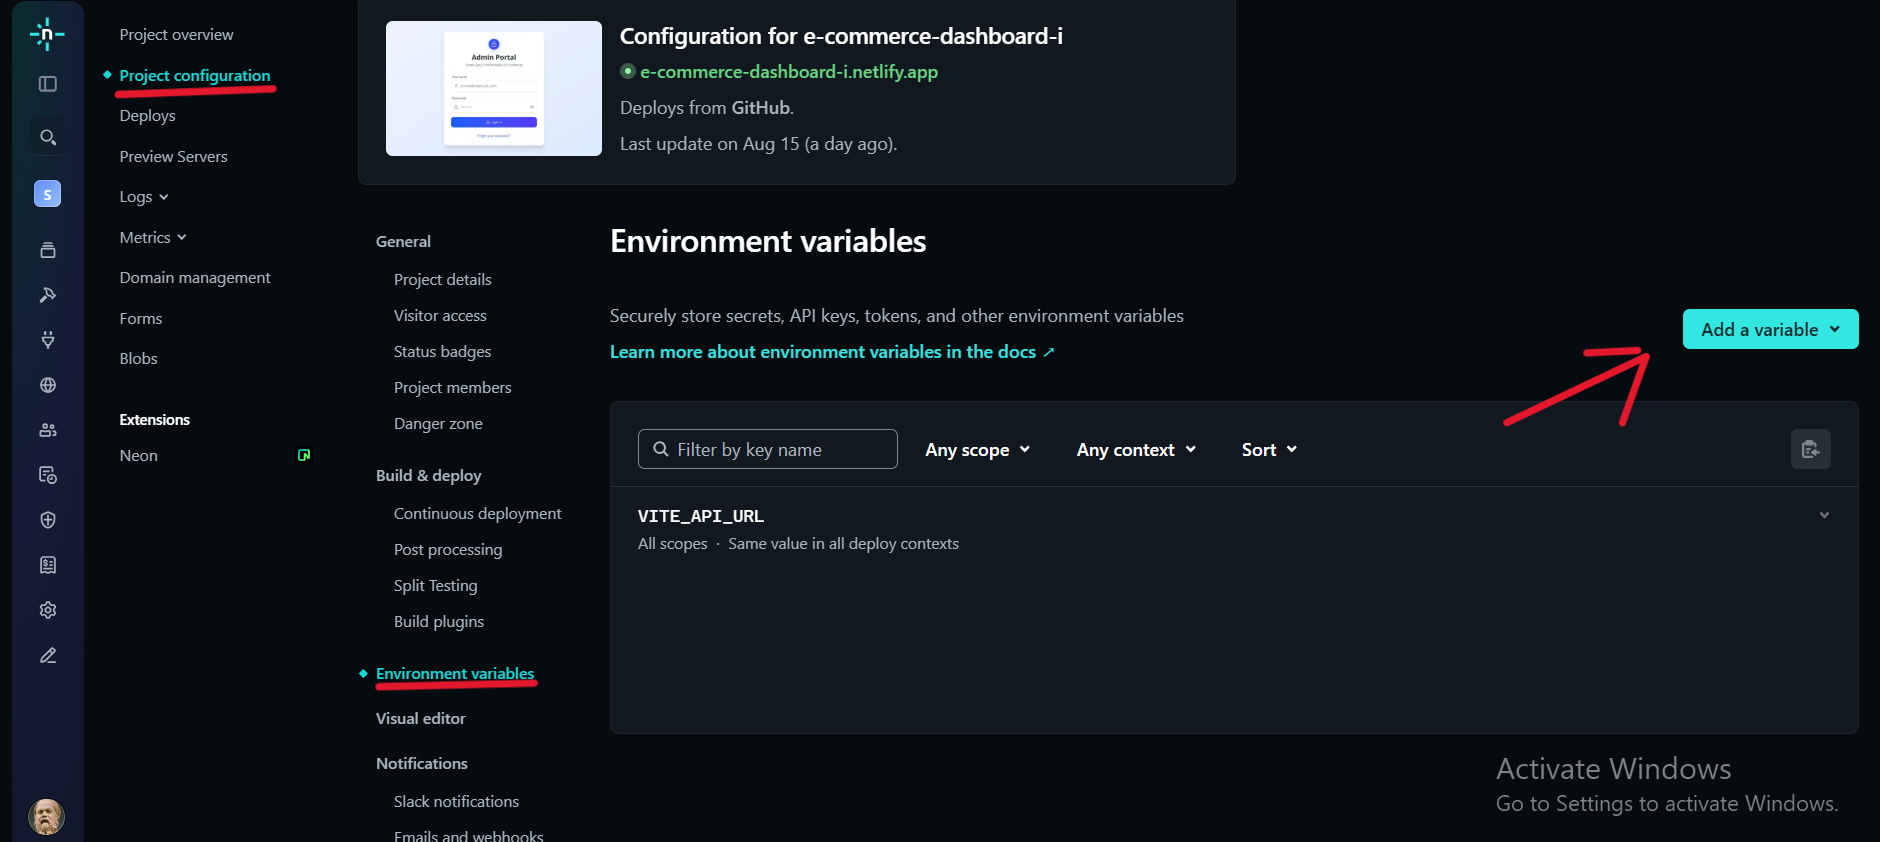 n
S
Project overview
Project configuration
Deploys
Preview Servers
Logs
Metrics
Domain management
Forms
Blobs
Extensions
Neon
Admin Portal
Configuration for e-commerce-dashboard-i
e-commerce-dashboard-i.netlify.app
Deploys from GitHub.
Last update on Aug 15 (a day ago).
General
Project details
Visitor access
Status badges
Project members
Danger zone
Build & deploy
Continuous deployment
Post processing
Split Testing
Build plugins
Environment variables
Visual editor
Notifications
Slack notifications
Emails and webhooks
Environment variables
Securely store secrets, API keys, tokens, and other environment variables
Learn more about environment variables in the docs ↗
Add a variable
Filter by key name
Any scope
Any context
Sort
VITE_API_URL
All scopes · Same value in all deploy contexts
Activate Windows
Go to Settings to activate Windows.